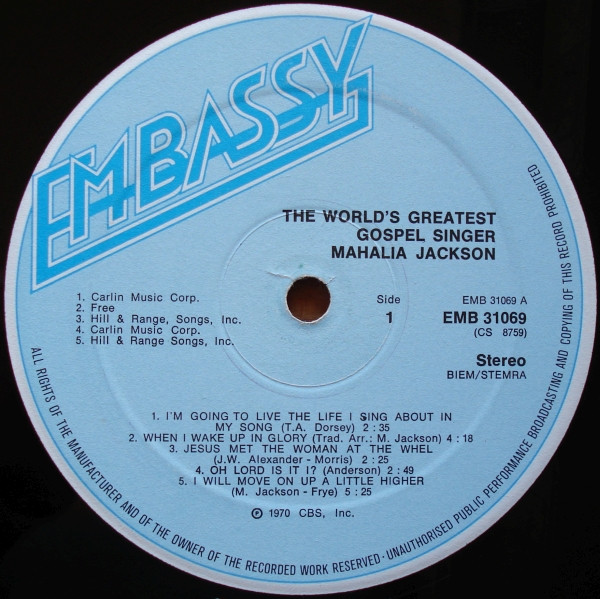 EMBASSY
THE WORLD'S GREATEST
GOSPEL SINGER
MAHALIA JACKSON
1. Carlin Music Corp.
2. Free
3. Hill & Range, Songs, Inc.
4. Carlin Music Corp.
5. Hill & Range Songs, Inc.
Side
1
EMB 31069 A
EMB 31069
(CS 8759)
Stereo
BIEM/STEMRA
1. I'M GOING TO LIVE THE LIFE I SING ABOUT IN
MY SONG (T.A. Dorsey) 2 : 35
2. WHEN I WAKE UP IN GLORY (Trad. Arr.: M. Jackson) 4 : 18
3. JESUS MET THE WOMAN AT THE WHEL
(J.W. Alexander - Morris) 2 : 25
4. OH LORD IS IT I? (Anderson) 2 : 49
5. I WILL MOVE ON UP A LITTLE HIGHER
(M. Jackson - Frye) 5 : 25
℗ 1970 CBS, Inc.
ALL RIGHTS OF THE MANUFACTURER AND OF THE OWNER OF THE RECORDED WORK RESERVED · UNAUTHORISED PUBLIC PERFORMANCE BROADCASTING AND COPYING OF THIS RECORD PROHIBITED